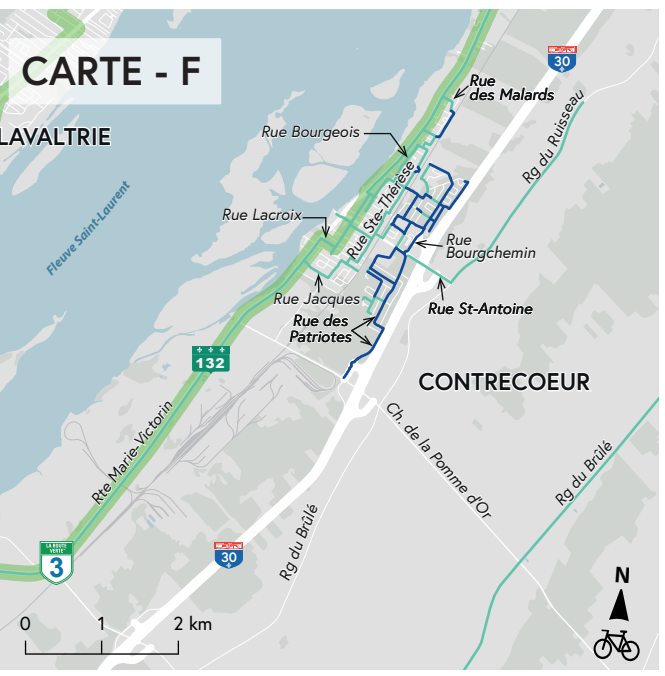 CARTE - F
30
Rue
des Malards
LAVALTRIE
Rue Bourgeois
Rg du Ruisseau
Fleuve Saint-Laurent
Rue Ste-Thérèse
Rue Lacroix
Rue
Bourgchemin
Rue Jacques
Rue St-Antoine
Rue des
Patriotes
132
CONTRECOEUR
Rte Marie-Victorin
Ch. de la Pomme d'Or
Rg du Brûlé
Rg du Brûlé
LA ROUTE
VERTE
3
30
N
0 1 2 km